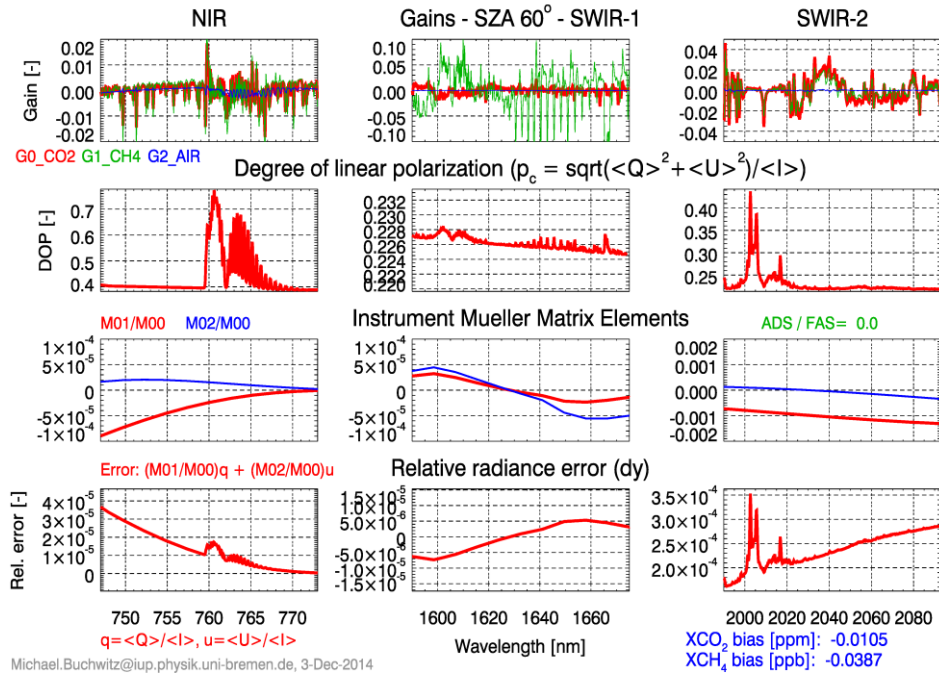 NIR Gains - SZA 60° - SWIR-1 SWIR-2
Gain [-]
0.02 0.01 0.00 -0.01 -0.02
0.10 0.05 0.00 0.05 0.10
0.04 0.02 0.00 -0.02 -0.04
G0_CO2 G1_CH4 G2_AIR
Degree of linear polarization (p_c = sqrt(<Q>²+<U>²)/<I>)
DOP
0.7 0.6 0.5 0.4
0.232 0.230 0.228 0.226 0.224 0.222 0.220
0.40 0.35 0.30 0.25
M01/M00 M02/M00 Instrument Mueller Matrix Elements ADS / FAS= 0.0
1×10⁻⁴ 5×10⁻⁵ 0 -5×10⁻⁵ -1×10⁻⁴
1×10⁻⁴ 5×10⁻⁵ 0 -5×10⁻⁵ -1×10⁻⁴
0.002 0.001 0.000 -0.001 -0.002
Error: (M01/M00)q + (M02/M00)u Relative radiance error (dy)
Rel. error [-]
4×10⁻⁵ 3×10⁻⁵ 2×10⁻⁵ 1×10⁻⁵ 0
1.5×10⁻⁵ 1.0×10⁻⁵ 5.0×10⁻⁶ 0 -5.0×10⁻⁶ -1.0×10⁻⁵ -1.5×10⁻⁵
3.5×10⁻⁴ 3.0×10⁻⁴ 2.5×10⁻⁴ 2.0×10⁻⁴
750 755 760 765 770 1600 1620 1640 1660 2000 2020 2040 2060 2080
q=<Q>/<I>, u=<U>/<I> Wavelength [nm]
XCO₂ bias [ppm]: -0.0105
XCH₄ bias [ppb]: -0.0387
Michael.Buchwitz@iup.physik.uni-bremen.de, 3-Dec-2014